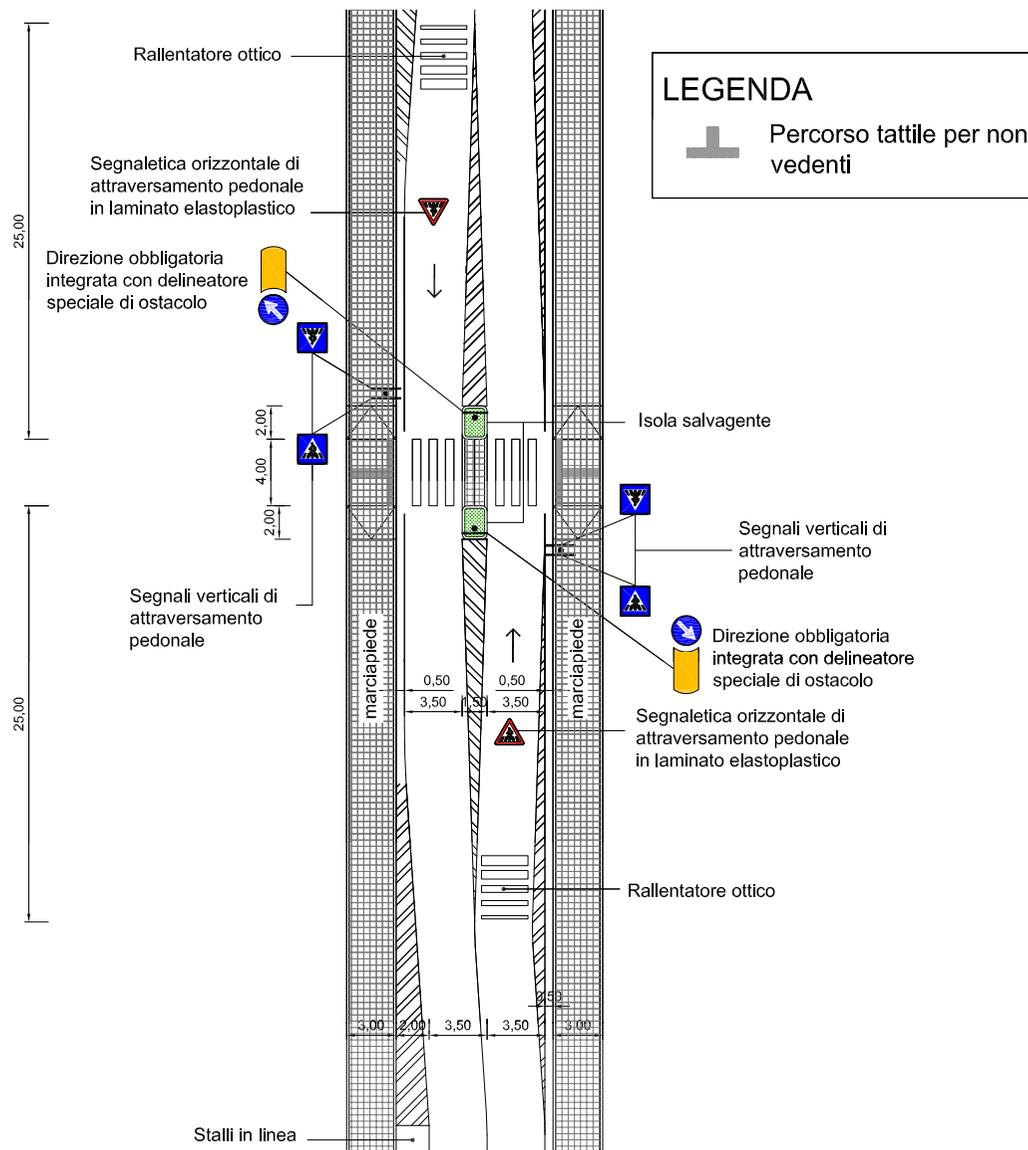 Rallentatore ottico
LEGENDA
Percorso tattile per non
vedenti
Segnaletica orizzontale di
attraversamento pedonale
in laminato elastoplastico
25,00
Direzione obbligatoria
integrata con delineatore
speciale di ostacolo
2,00
4,00
2,00
Isola salvagente
Segnali verticali di
attraversamento
pedonale
Segnali verticali di
attraversamento
pedonale
marciapiede
marciapiede
Direzione obbligatoria
integrata con delineatore
speciale di ostacolo
0,50
0,50
3,50
1,50
3,50
25,00
Segnaletica orizzontale di
attraversamento pedonale
in laminato elastoplastico
Rallentatore ottico
0,50
3,00
2,00
3,50
3,50
3,00
Stalli in linea